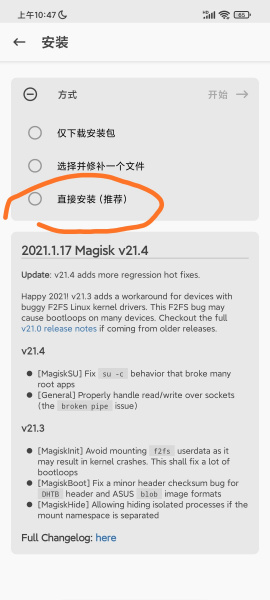 上午10:47
65
安装
方式
开始
仅下载安装包
选择并修补一个文件
直接安装 (推荐)
2021.1.17 Magisk v21.4
Update: v21.4 adds more regression hot fixes.
Happy 2021! v21.3 adds a workaround for devices with
buggy F2FS Linux kernel drivers. This F2FS bug may
cause bootloops on many devices. Checkout the full
v21.0 release notes if coming from older releases.
v21.4
[MagiskSU] Fix su -c behavior that broke many
root apps
[General] Properly handle read/write over sockets
(the broken pipe issue)
v21.3
[MagiskInit] Avoid mounting f2fs userdata as it
may result in kernel crashes. This shall fix a lot of
bootloops
[MagiskBoot] Fix a minor header checksum bug for
DHTB header and ASUS blob image formats
[MagiskHide] Allowing hiding isolated processes if the
mount namespace is separated
Full Changelog: here